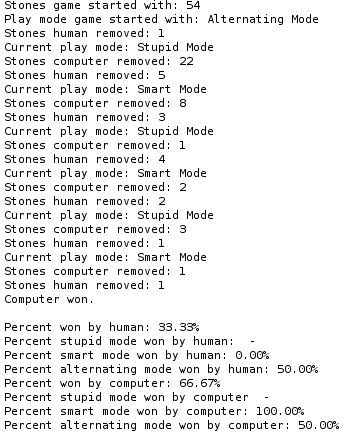 Stones game started with: 54
Play mode game started with: Alternating Mode
Stones human removed: 1
Current play mode: Stupid Mode
Stones computer removed: 22
Stones human removed: 5
Current play mode: Smart Mode
Stones computer removed: 8
Stones human removed: 3
Current play mode: Stupid Mode
Stones computer removed: 1
Stones human removed: 4
Current play mode: Smart Mode
Stones computer removed: 2
Stones human removed: 2
Current play mode: Stupid Mode
Stones computer removed: 3
Stones human removed: 1
Current play mode: Smart Mode
Stones computer removed: 1
Stones human removed: 1
Computer won.

Percent won by human: 33.33%
Percent stupid mode won by human:  -
Percent smart mode won by human: 0.00%
Percent alternating mode won by human: 50.00%
Percent won by computer: 66.67%
Percent stupid mode won by computer  -
Percent smart mode won by computer: 100.00%
Percent alternating mode won by computer: 50.00%